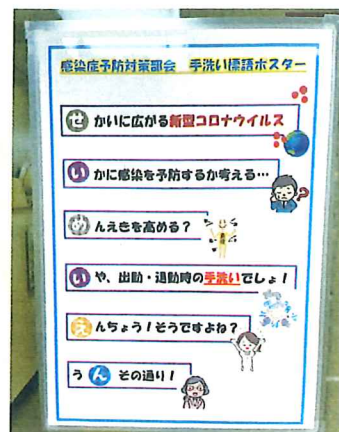 感染症予防対策部会　手洗い標語ポスター
せかいに広がる新型コロナウイルス
いかに感染を予防するか考える…
めんえきを高める？
いや、出勤・退勤時の手洗いでしょ！
えんちょう！そうですよね？
うん その通り！